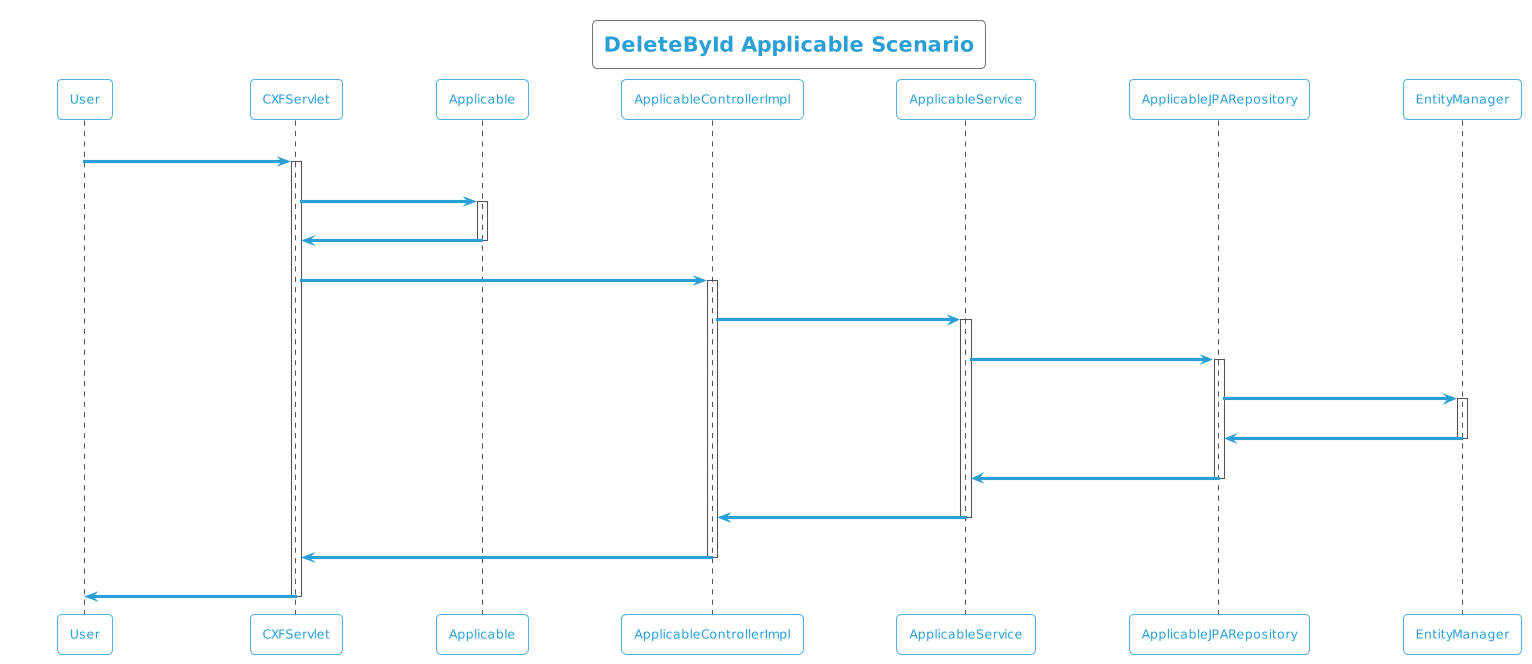 DeleteById Applicable Scenario
User CXFServlet Applicable ApplicableControllerImpl ApplicableService ApplicableJPARepository EntityManager
User CXFServlet Applicable ApplicableControllerImpl ApplicableService ApplicableJPARepository EntityManager